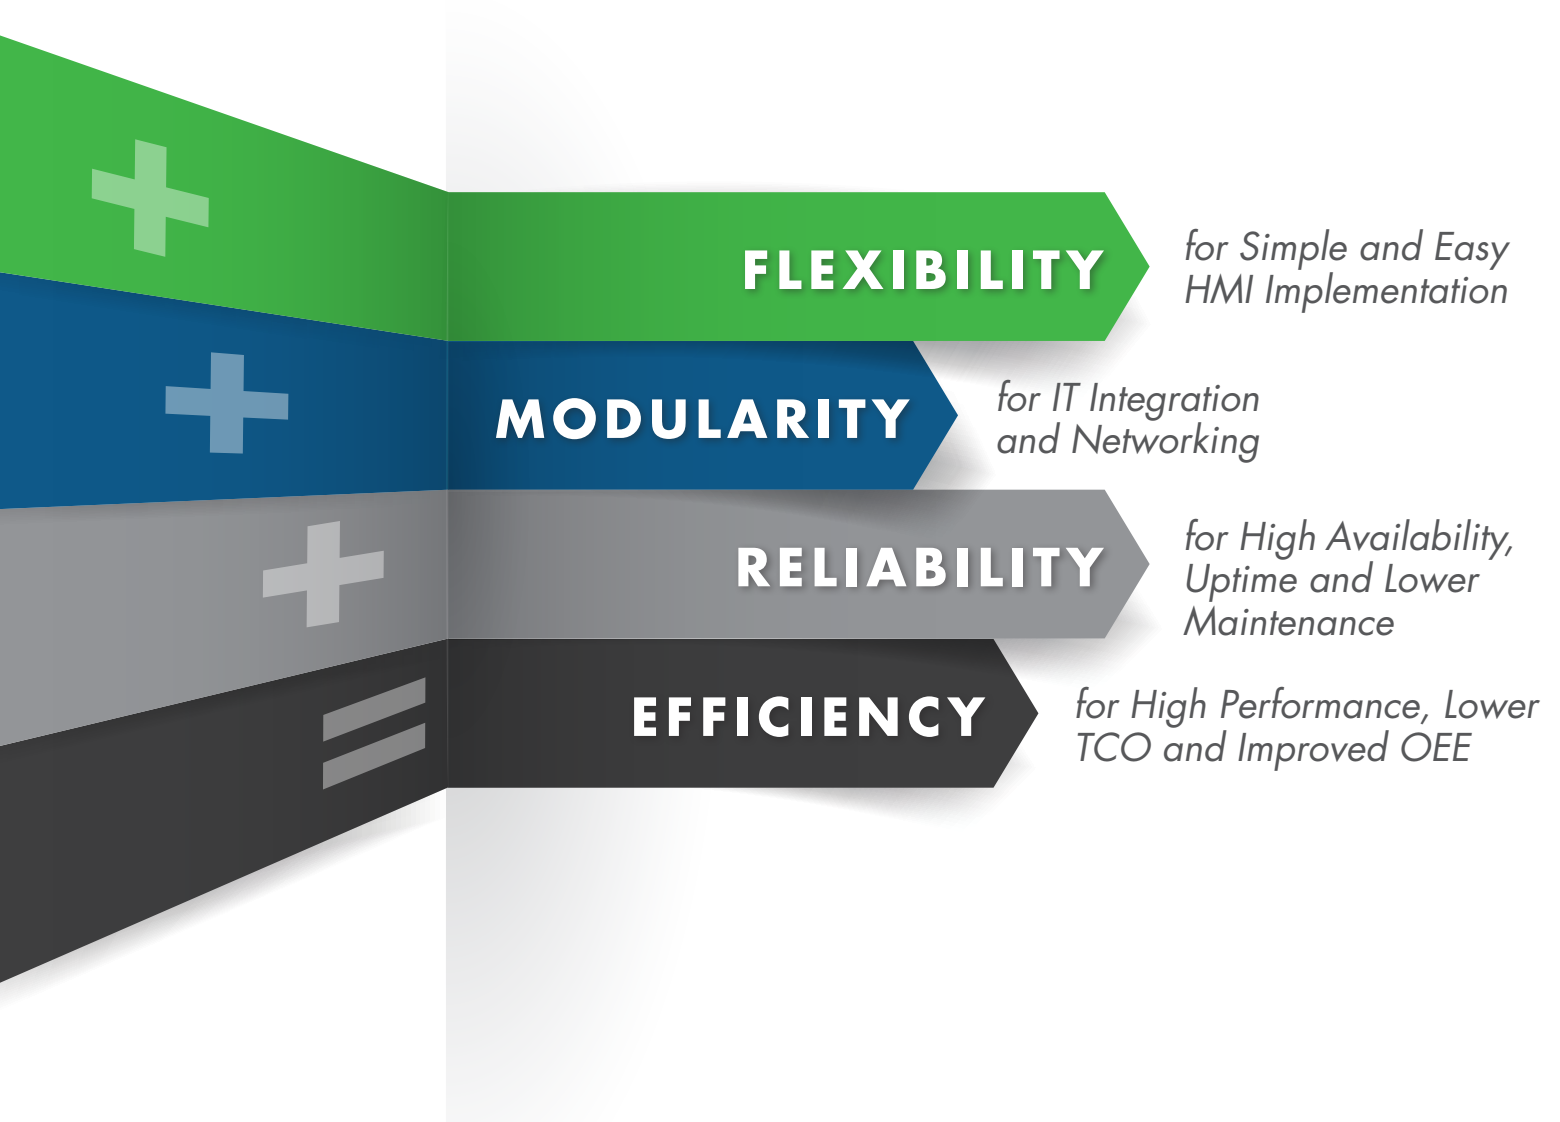 +
FLEXIBILITY
for Simple and Easy
HMI Implementation
+
MODULARITY
for IT Integration
and Networking
+
RELIABILITY
for High Availability,
Uptime and Lower
Maintenance
=
EFFICIENCY
for High Performance, Lower
TCO and Improved OEE